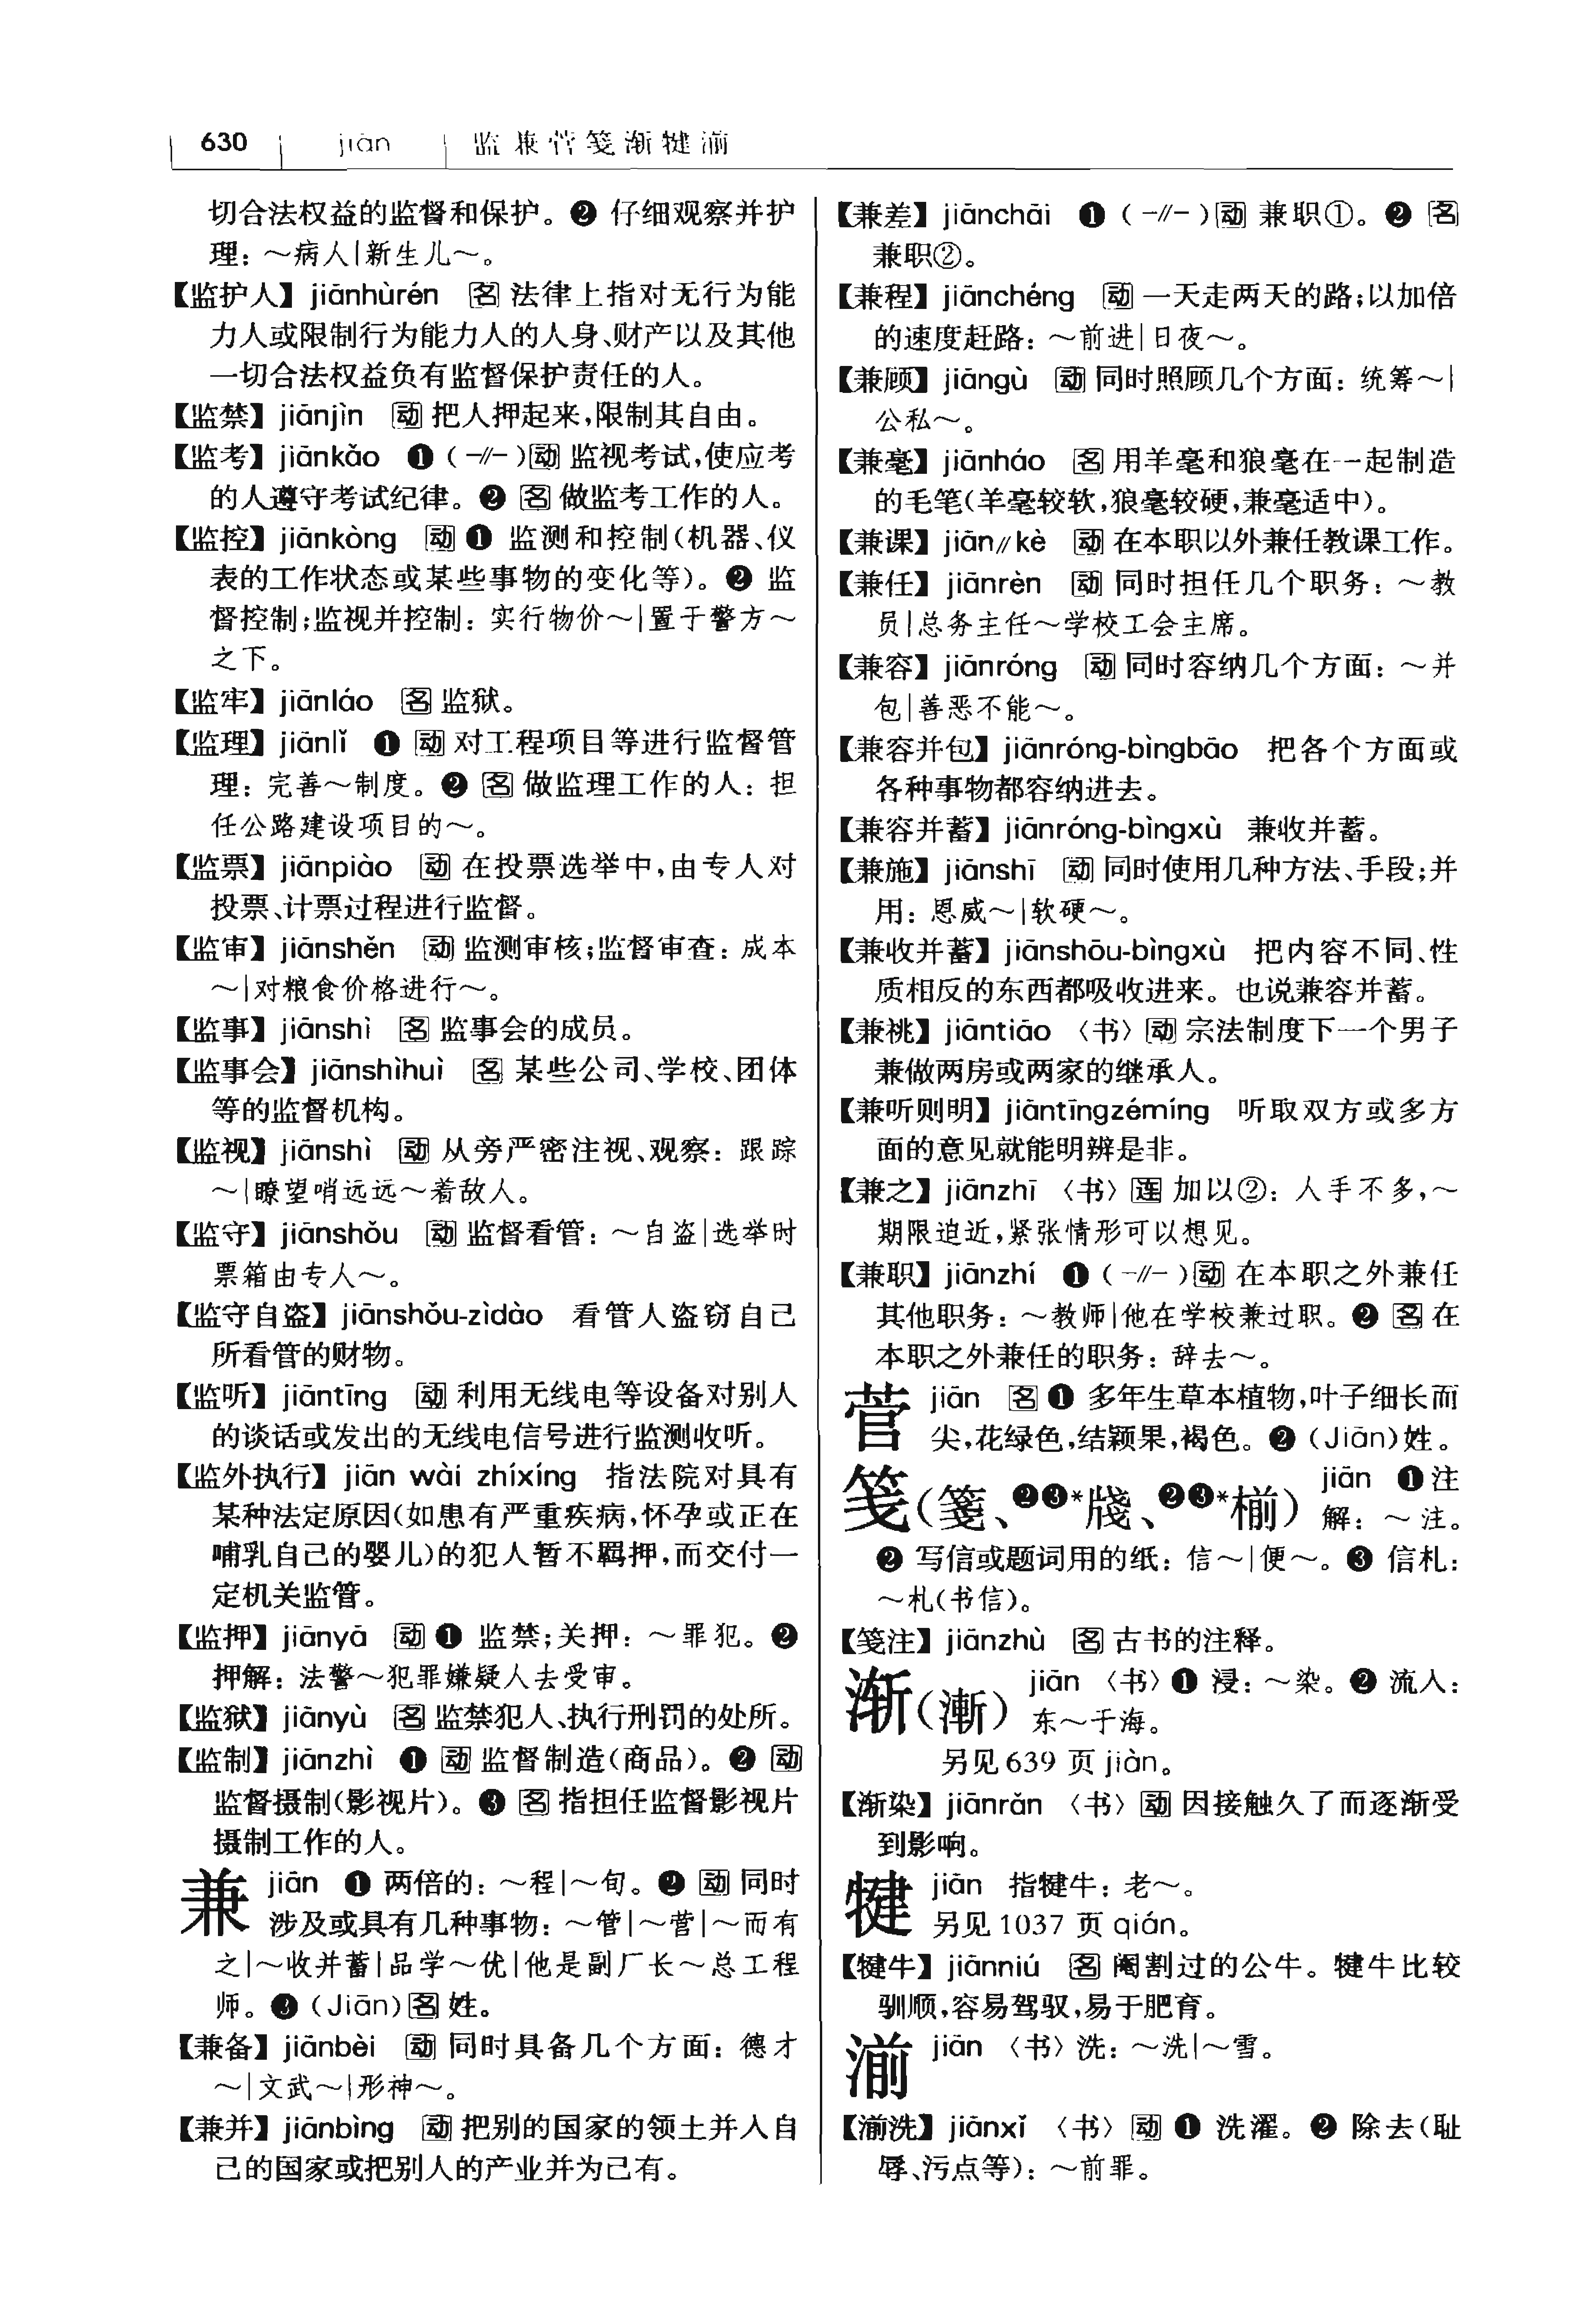 630 jiān 监兼菅笺渐犍湔
切合法权益的监督和保护。❷ 仔细观察并护
理：～病人|新生儿～。
【监护人】jiānhùrén 名 法律上指对无行为能
力人或限制行为能力人的人身、财产以及其他
一切合法权益负有监督保护责任的人。
【监禁】jiānjìn 动 把人押起来，限制其自由。
【监考】jiānkǎo ❶（-//-）动 监视考试，使应考
的人遵守考试纪律。❷ 名 做监考工作的人。
【监控】jiānkòng 动 ❶ 监测和控制（机器、仪
表的工作状态或某些事物的变化等）。❷ 监
督控制；监视并控制：实行物价～|置于警方～
之下。
【监牢】jiānláo 名 监狱。
【监理】jiānlǐ ❶ 动 对工程项目等进行监督管
理：完善～制度。❷ 名 做监理工作的人：担
任公路建设项目的～。
【监票】jiānpiào 动 在投票选举中，由专人对
投票、计票过程进行监督。
【监审】jiānshěn 动 监测审核；监督审查：成本
～|对粮食价格进行～。
【监事】jiānshì 名 监事会的成员。
【监事会】jiānshìhuì 名 某些公司、学校、团体
等的监督机构。
【监视】jiānshì 动 从旁严密注视、观察：跟踪
～|瞭望哨远远～着敌人。
【监守】jiānshǒu 动 监督看管：～自盗|选举时
票箱由专人～。
【监守自盗】jiānshǒu-zìdào 看管人盗窃自己
所看管的财物。
【监听】jiāntīng 动 利用无线电等设备对别人
的谈话或发出的无线电信号进行监测收听。
【监外执行】jiān wài zhíxíng 指法院对具有
某种法定原因（如患有严重疾病，怀孕或正在
哺乳自己的婴儿）的犯人暂不羁押，而交付一
定机关监管。
【监押】jiānyā 动 ❶ 监禁；关押：～罪犯。❷
押解：法警～犯罪嫌疑人去受审。
【监狱】jiānyù 名 监禁犯人、执行刑罚的处所。
【监制】jiānzhì ❶ 动 监督制造（商品）。❷ 动
监督摄制（影视片）。❸ 名 指担任监督影视片
摄制工作的人。
兼 jiān ❶ 两倍的：～程|～旬。❷ 动 同时
涉及或具有几种事物：～管|～营|～而有
之|～收并蓄|品学～优|他是副厂长～总工程
师。❸（Jiān）名 姓。
【兼备】jiānbèi 动 同时具备几个方面：德才
～|文武～|形神～。
【兼并】jiānbìng 动 把别的国家的领土并入自
己的国家或把别人的产业并为己有。
【兼差】jiānchāi ❶（-//-）动 兼职①。❷ 名
兼职②。
【兼程】jiānchéng 动 一天走两天的路；以加倍
的速度赶路：～前进|日夜～。
【兼顾】jiāngù 动 同时照顾几个方面：统筹～|
公私～。
【兼毫】jiānháo 名 用羊毫和狼毫在一起制造
的毛笔（羊毫较软，狼毫较硬，兼毫适中）。
【兼课】jiān//kè 动 在本职以外兼任教课工作。
【兼任】jiānrèn 动 同时担任几个职务：～教
员|总务主任～学校工会主席。
【兼容】jiānróng 动 同时容纳几个方面：～并
包|善恶不能～。
【兼容并包】jiānróng-bìngbāo 把各个方面或
各种事物都容纳进去。
【兼容并蓄】jiānróng-bìngxù 兼收并蓄。
【兼施】jiānshī 动 同时使用几种方法、手段；并
用：恩威～|软硬～。
【兼收并蓄】jiānshōu-bìngxù 把内容不同、性
质相反的东西都吸收进来。也说兼容并蓄。
【兼祧】jiāntiāo〈书〉动 宗法制度下一个男子
兼做两房或两家的继承人。
【兼听则明】jiāntīngzémíng 听取双方或多方
面的意见就能明辨是非。
【兼之】jiānzhī〈书〉连 加以②：人手不多，～
期限迫近，紧张情形可以想见。
【兼职】jiānzhí ❶（-//-）动 在本职之外兼任
其他职务：～教师|他在学校兼过职。❷ 名 在
本职之外兼任的职务：辞去～。
菅 jiān 名 ❶ 多年生草本植物，叶子细长而
尖，花绿色，结颖果，褐色。❷（Jiān）姓。
笺（箋、❷❸*牋、❷❸*椾） jiān ❶注
解：～注。
❷ 写信或题词用的纸：信～|便～。❸ 信札：
～札（书信）。
【笺注】jiānzhù 名 古书的注释。
渐（漸） jiān〈书〉❶ 浸：～染。❷ 流入：
东～于海。
另见 639 页 jiàn。
【渐染】jiānrǎn〈书〉动 因接触久了而逐渐受
到影响。
犍 jiān 指犍牛：老～。
另见 1037 页 qián。
【犍牛】jiānniú 名 阉割过的公牛。犍牛比较
驯顺，容易驾驭，易于肥育。
湔 jiān〈书〉洗：～洗|～雪。
【湔洗】jiānxǐ〈书〉动 ❶ 洗濯。❷ 除去（耻
辱、污点等）：～前罪。